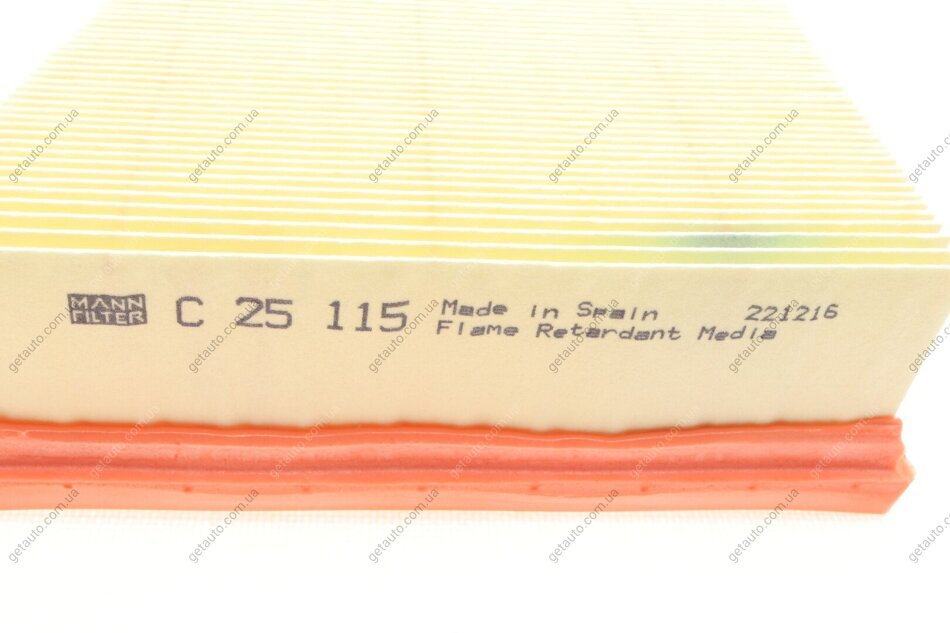 MANN FILTER C 25 115 Made in Spain 221216
Flame Retardant Media
getauto.com.ua